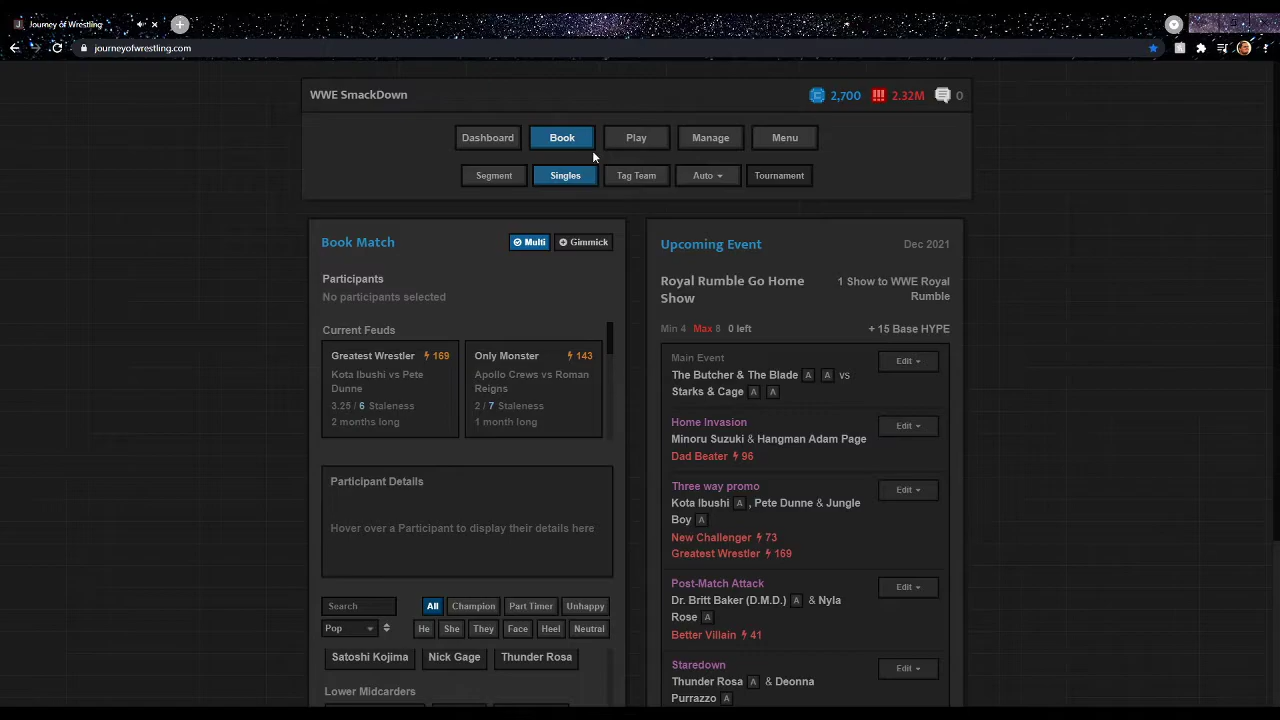 Journey of Wrestling
journeyofwrestling.com
WWE SmackDown
2,700
2.32M
0
Dashboard
Book
Play
Manage
Menu
Segment
Singles
Tag Team
Auto
Tournament
Book Match
Multi
Gimmick
Participants
No participants selected
Current Feuds
Greatest Wrestler 169
Kota Ibushi vs Pete
Dunne
3.25 / 6 Staleness
2 months long
Only Monster 143
Apollo Crews vs Roman
Reigns
2 / 7 Staleness
1 month long
Participant Details
Hover over a Participant to display their details here
Search
All
Champion
Part Timer
Unhappy
Pop
He
She
They
Face
Heel
Neutral
Satoshi Kojima
Nick Gage
Thunder Rosa
Lower Midcarders
Upcoming Event
Dec 2021
Royal Rumble Go Home
Show
1 Show to WWE Royal
Rumble
Min 4 Max 8 0 left
+ 15 Base HYPE
Main Event
The Butcher & The Blade A A vs
Starks & Cage A A
Edit
Home Invasion
Minoru Suzuki & Hangman Adam Page
Dad Beater 96
Edit
Three way promo
Kota Ibushi A , Pete Dunne & Jungle
Boy A
New Challenger 73
Greatest Wrestler 169
Edit
Post-Match Attack
Dr. Britt Baker (D.M.D.) A & Nyla
Rose A
Better Villain 41
Edit
Staredown
Thunder Rosa A & Deonna
Purrazzo A
Edit